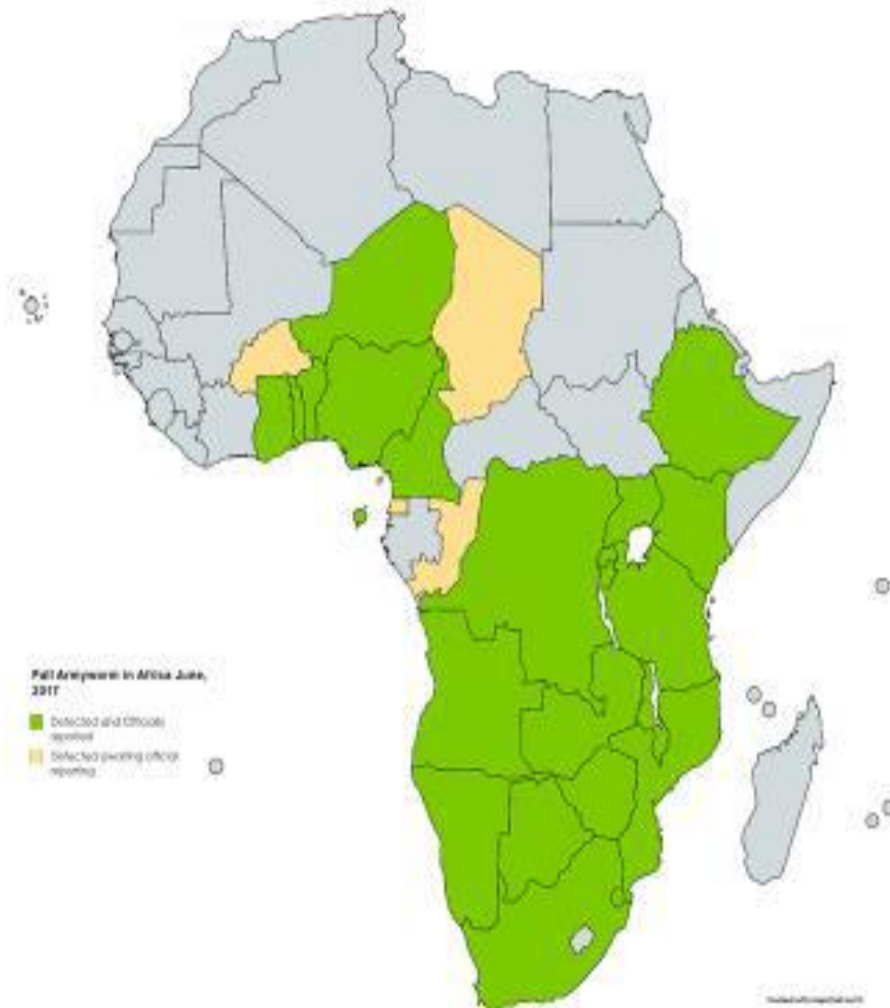 Fall Armyworm in Africa June,
2017
Detected and Officially
reported
Detected awaiting official
reporting